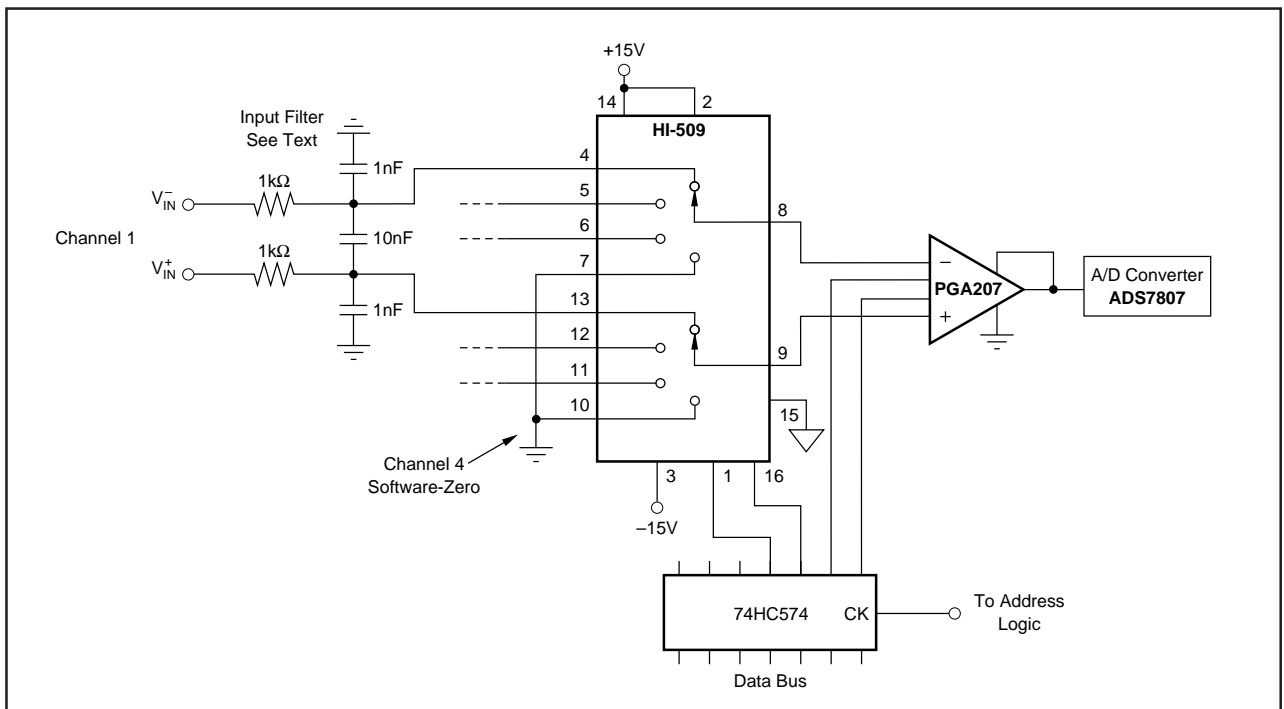 +15V
14
2
HI-509
Input Filter
See Text
1nF
1kΩ
V–IN
10nF
Channel 1
1kΩ
V+IN
1nF
4
5
6
7
13
12
11
10
8
9
15
3
1
16
–15V
Channel 4
Software-Zero
–
PGA207
+
A/D Converter
ADS7807
74HC574
CK
To Address
Logic
Data Bus